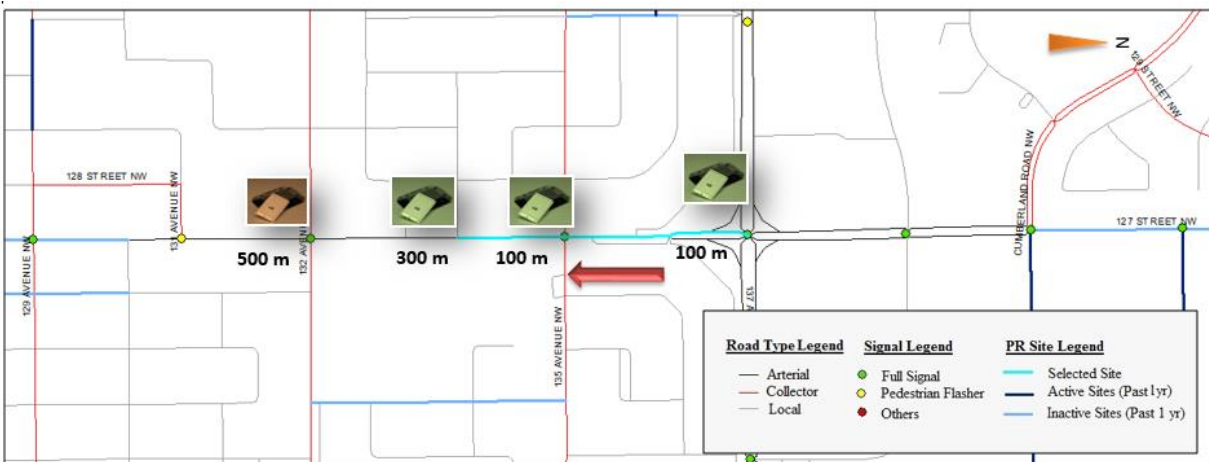 N
128 STREET NW
131 AVENUE NW
129 AVENUE NW
500 m
132 AVEN
300 m
100 m
135 AVENUE NW
100 m
137 A
CUMBERLAND ROAD NW
129 STREET NW
127 STREET NW
Road Type Legend
Arterial
Collector
Local
Signal Legend
Full Signal
Pedestrian Flasher
Others
PR Site Legend
Selected Site
Active Sites (Past 1yr)
Inactive Sites (Past 1 yr)